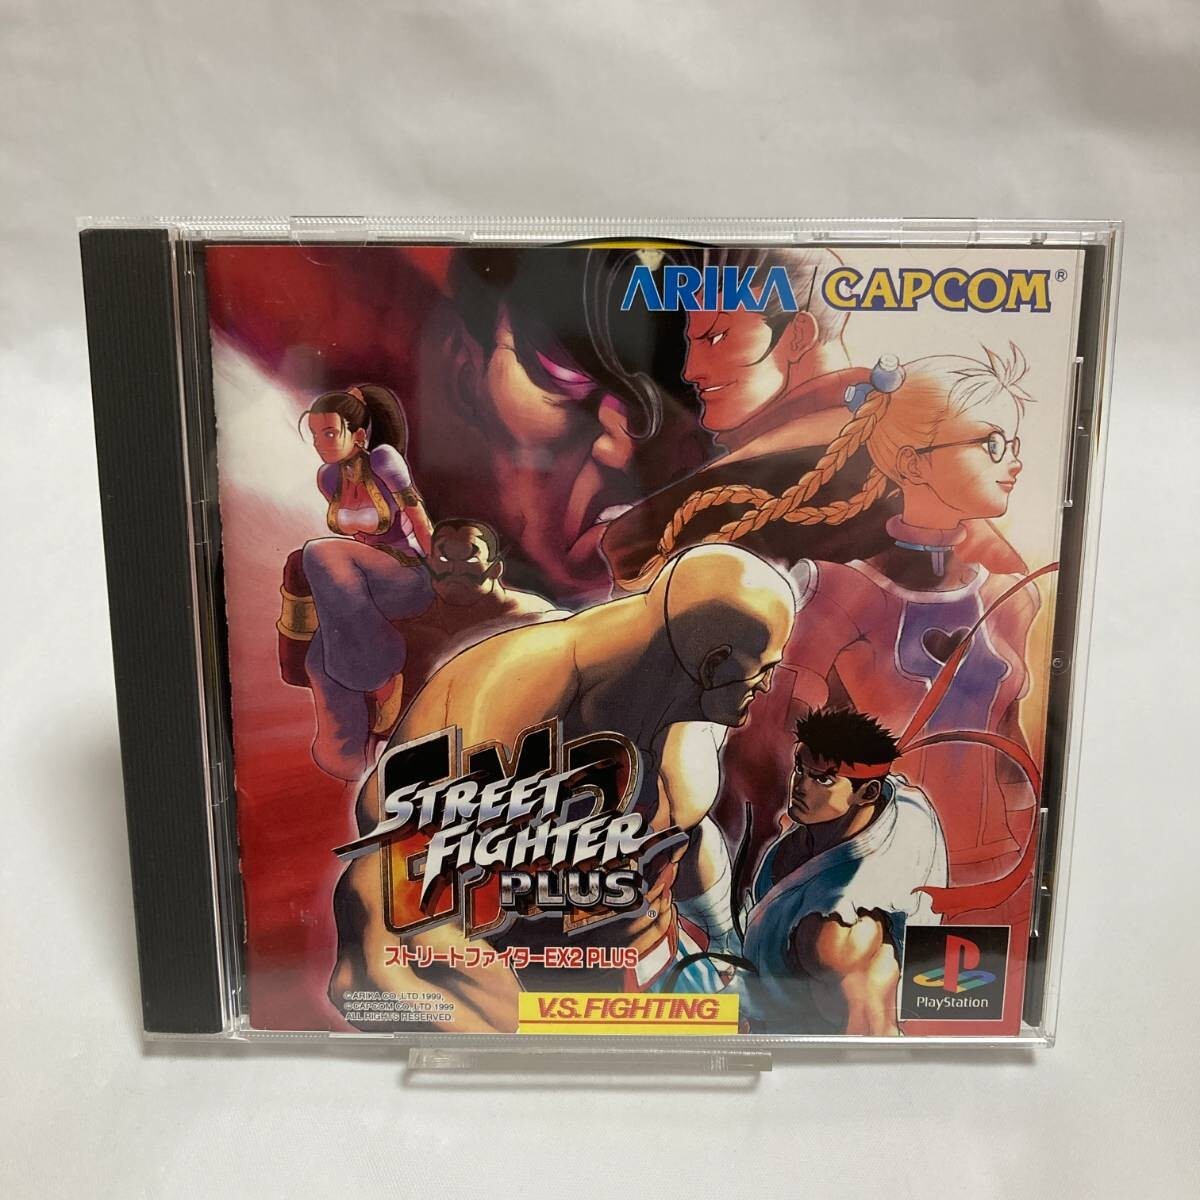 ARIKA / CAPCOM®
EX2
STREET
FIGHTER
PLUS®
ストリートファイターEX2 PLUS
©ARIKA CO.,LTD.1999,
©CAPCOM CO.,LTD.1999
ALL RIGHTS RESERVED.
V.S.FIGHTING
PlayStation